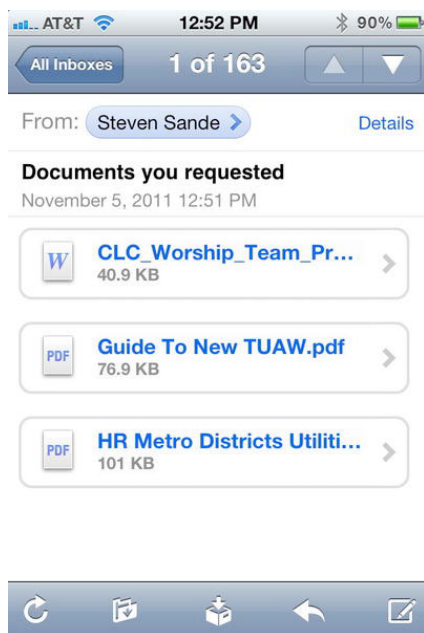 AT&T 12:52 PM 90%
All Inboxes 1 of 163
From: Steven Sande Details
Documents you requested
November 5, 2011 12:51 PM
W CLC_Worship_Team_Pr...
40.9 KB
PDF Guide To New TUAW.pdf
76.9 KB
PDF HR Metro Districts Utiliti...
101 KB